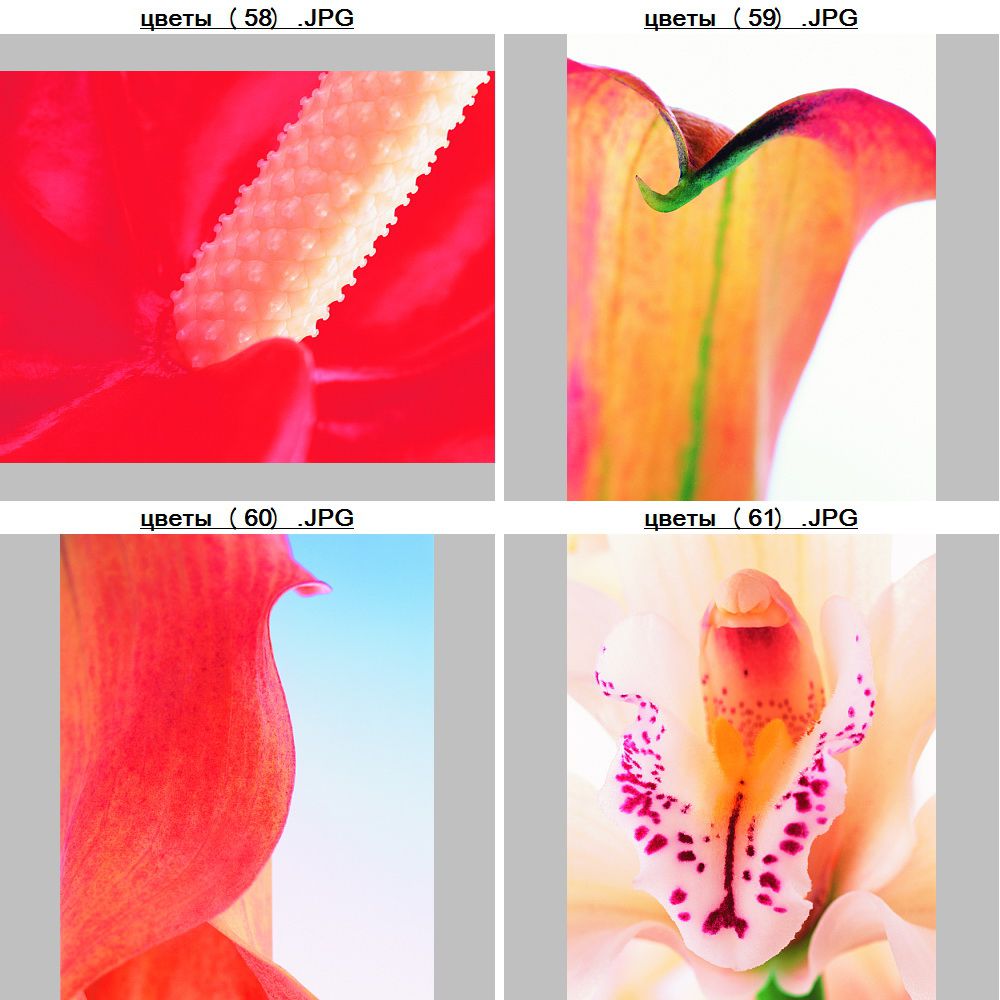 цветы ( 58) .JPG
цветы ( 59) .JPG
цветы ( 60) .JPG
цветы ( 61) .JPG